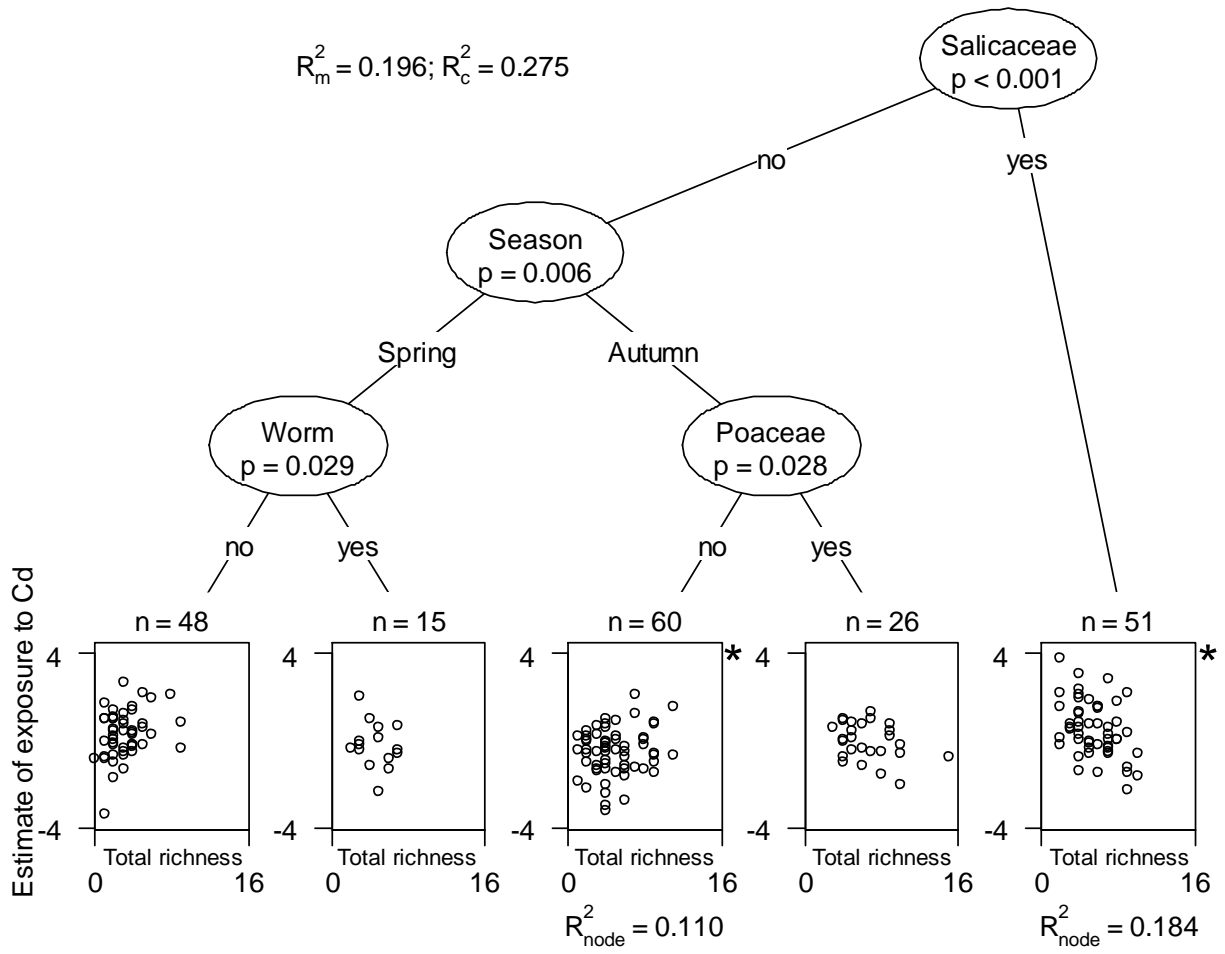 R²m = 0.196; R²c = 0.275
Salicaceae
p < 0.001
no
yes
Season
p = 0.006
Spring
Autumn
Worm
p = 0.029
Poaceae
p = 0.028
no
yes
no
yes
Estimate of exposure to Cd
n = 48
n = 15
n = 60
n = 26
n = 51
4
4
4
*
4
4
*
-4
-4
-4
-4
-4
Total richness
Total richness
Total richness
Total richness
Total richness
0 16
0 16
0 16
0 16
0 16
R²node = 0.110
R²node = 0.184